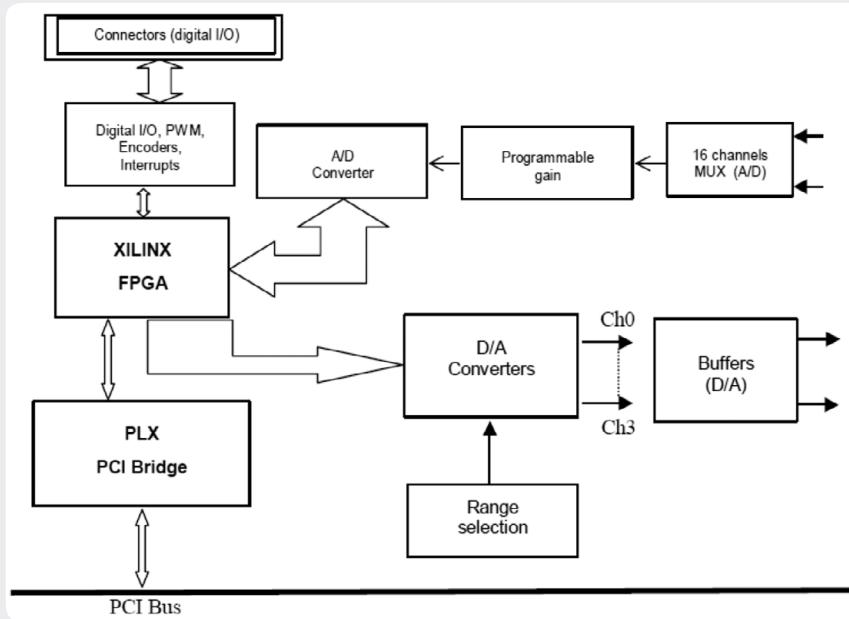 Connectors (digital I/O)
Digital I/O, PWM,
Encoders,
Interrupts
A/D
Converter
Programmable
gain
16 channels
MUX (A/D)
XILINX
FPGA
D/A
Converters
Ch0
Ch3
Buffers
(D/A)
PLX
PCI Bridge
Range
selection
PCI Bus